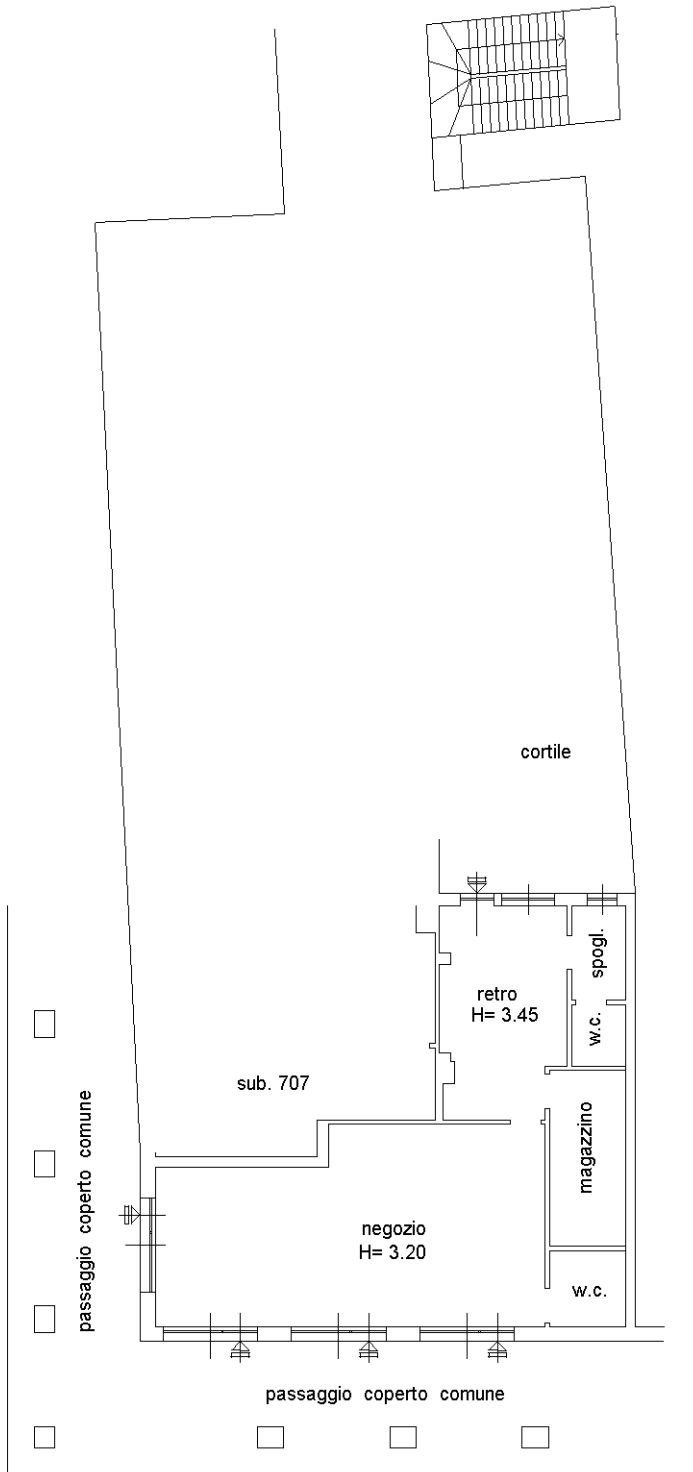 cortile
spogl.
retro
H= 3.45
w.c.
sub. 707
passaggio coperto comune
magazzino
negozio
H= 3.20
w.c.
passaggio coperto comune